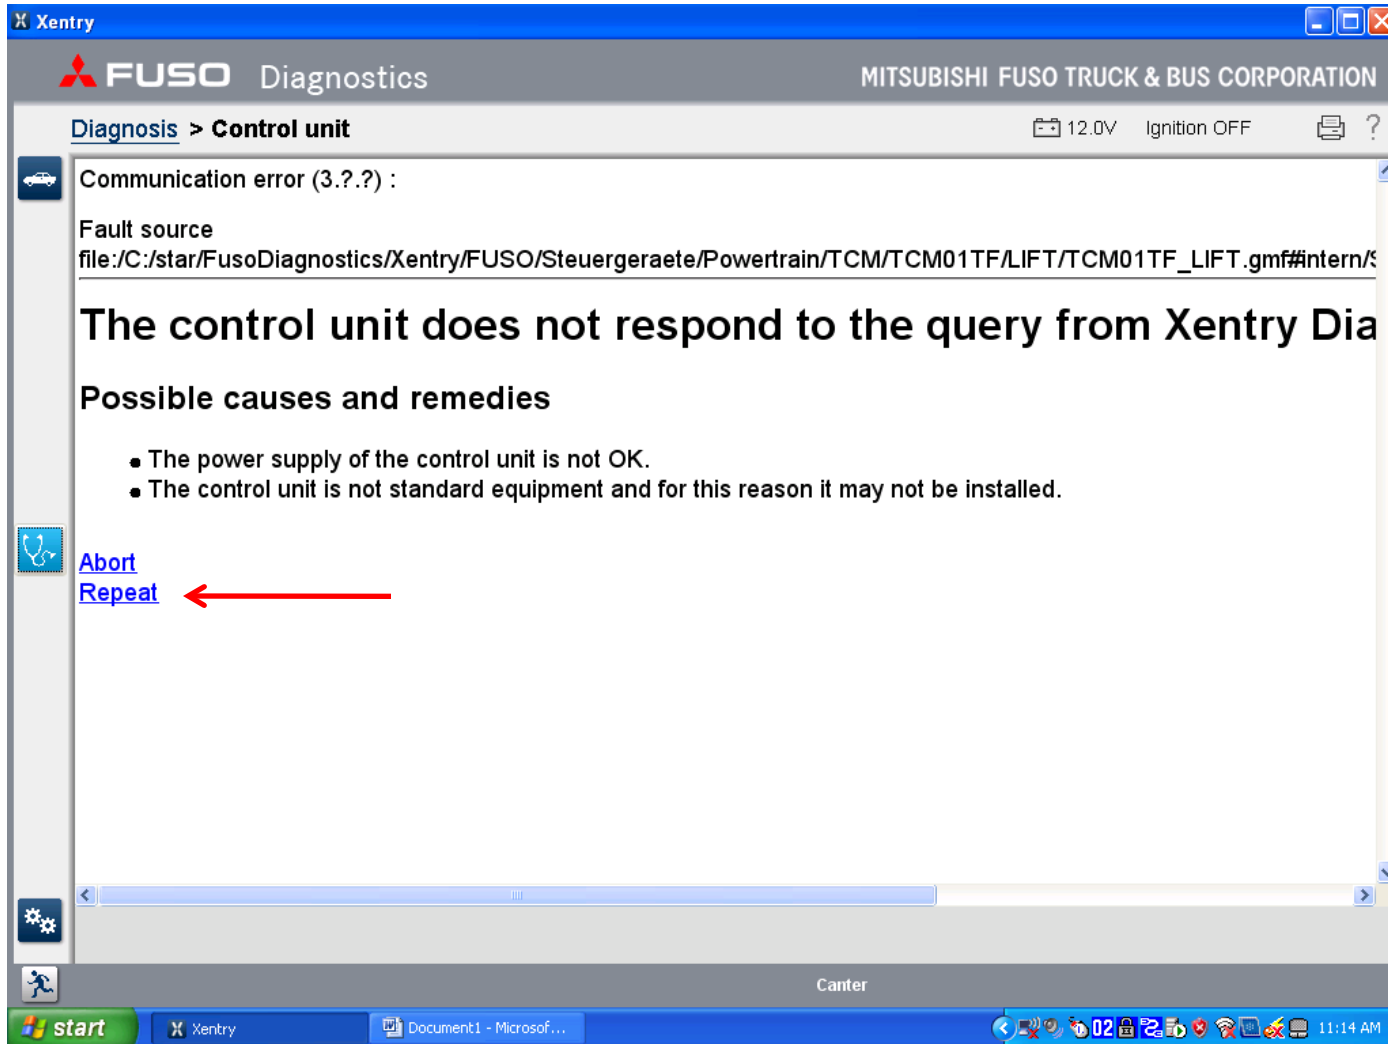 Xentry
FUSO Diagnostics MITSUBISHI FUSO TRUCK & BUS CORPORATION
Diagnosis > Control unit 12.0V Ignition OFF ?
Communication error (3.?.?) :
Fault source
file:/C:/star/FusoDiagnostics/Xentry/FUSO/Steuergeraete/Powertrain/TCM/TCM01TF/LIFT/TCM01TF_LIFT.gmf#intern/S
The control unit does not respond to the query from Xentry Dia
Possible causes and remedies
• The power supply of the control unit is not OK.
• The control unit is not standard equipment and for this reason it may not be installed.
Abort
Repeat
Canter
start Xentry Document1 - Microsof... 02 11:14 AM